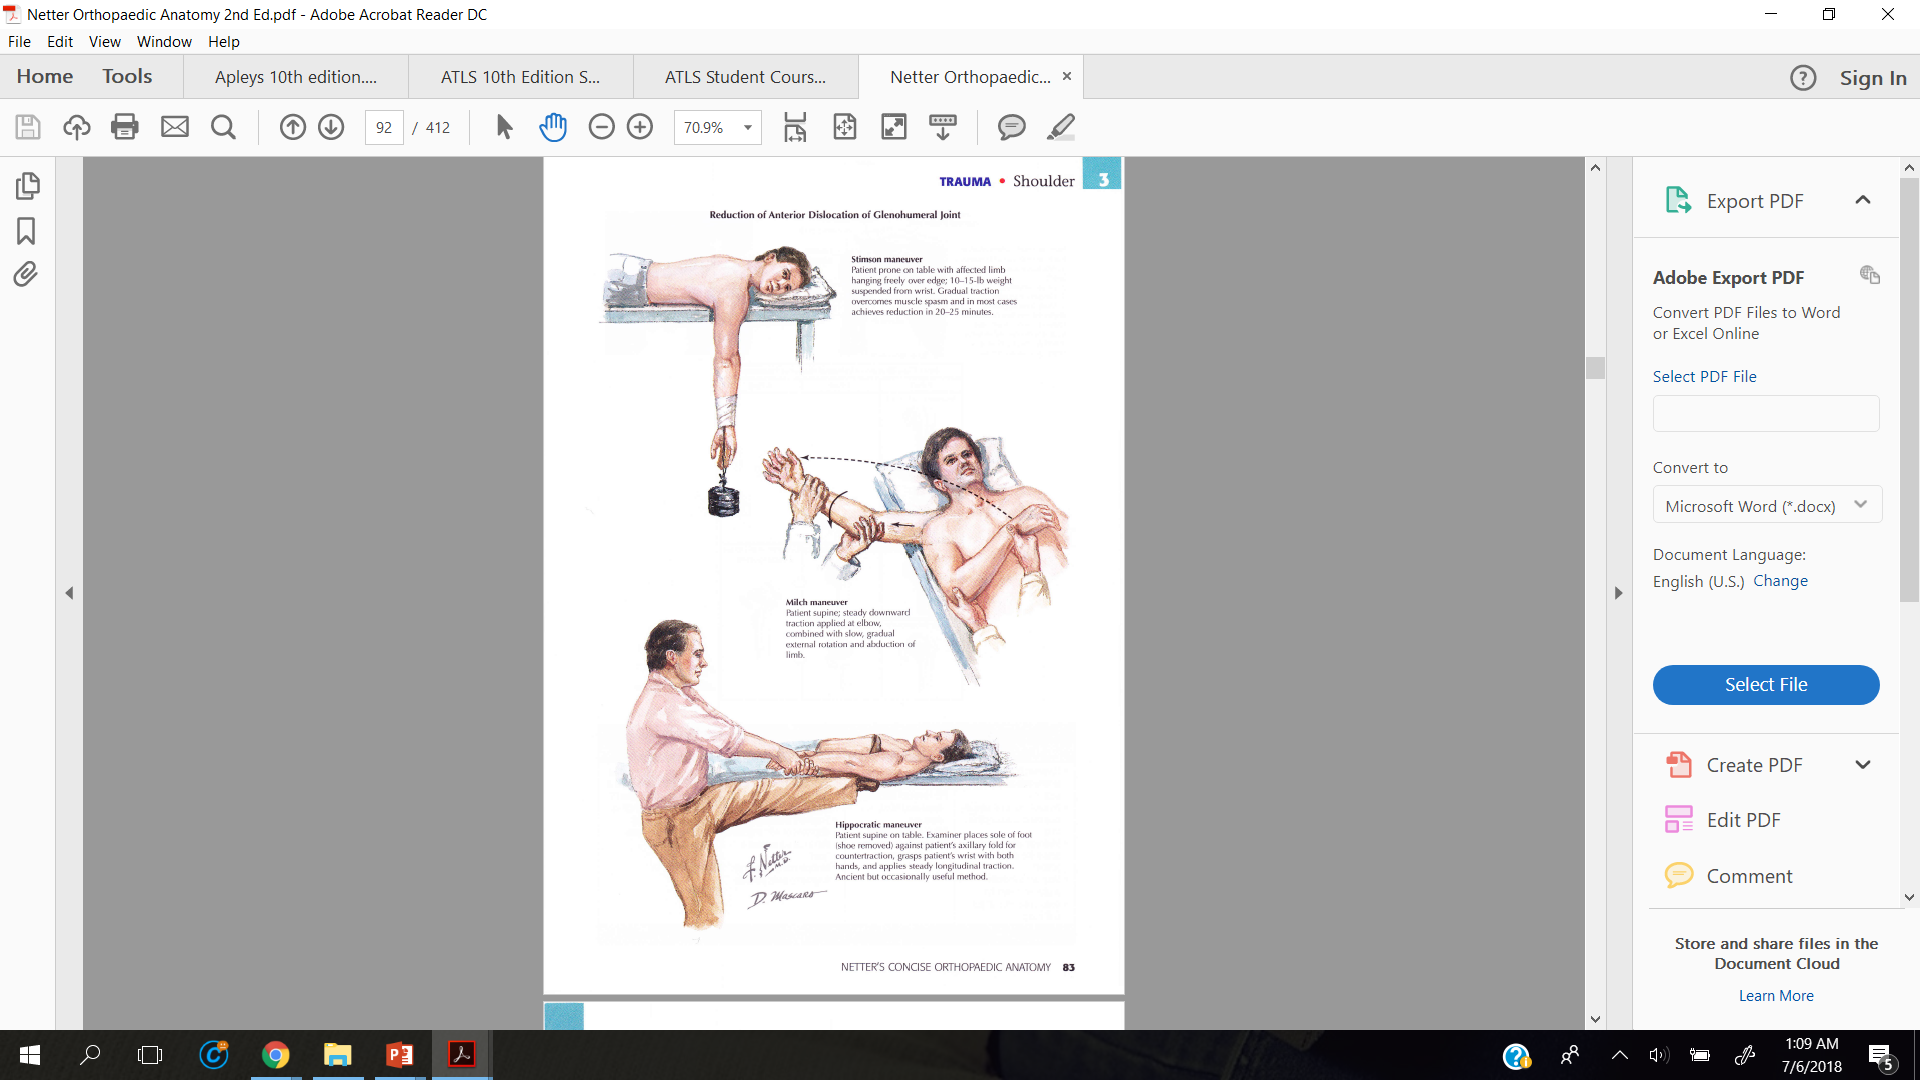 Netter Orthopaedic Anatomy 2nd Ed.pdf - Adobe Acrobat Reader DC
File Edit View Window Help
Home Tools Apleys 10th edition.... ATLS 10th Edition S... ATLS Student Cours... Netter Orthopaedic... Sign In
92 / 412 70.9%
TRAUMA • Shoulder 3
Reduction of Anterior Dislocation of Glenohumeral Joint
Stimson maneuver
Patient prone on table with affected limb
hanging freely over edge; 10–15-lb weight
suspended from wrist. Gradual traction
overcomes muscle spasm and in most cases
achieves reduction in 20–25 minutes.
Milch maneuver
Patient supine; steady downward
traction applied at elbow,
combined with slow, gradual
external rotation and abduction of
limb.
Hippocratic maneuver
Patient supine on table. Examiner places sole of foot
(shoe removed) against patient's axillary fold for
countertraction, grasps patient's wrist with both
hands, and applies steady longitudinal traction.
Ancient but occasionally useful method.
F. Netter
M.D.
D. Mascaro
NETTER'S CONCISE ORTHOPAEDIC ANATOMY 83
Export PDF
Adobe Export PDF
Convert PDF Files to Word
or Excel Online
Select PDF File
Convert to
Microsoft Word (*.docx)
Document Language:
English (U.S.) Change
Select File
Create PDF
Edit PDF
Comment
Store and share files in the
Document Cloud
Learn More
1:09 AM
7/6/2018
5